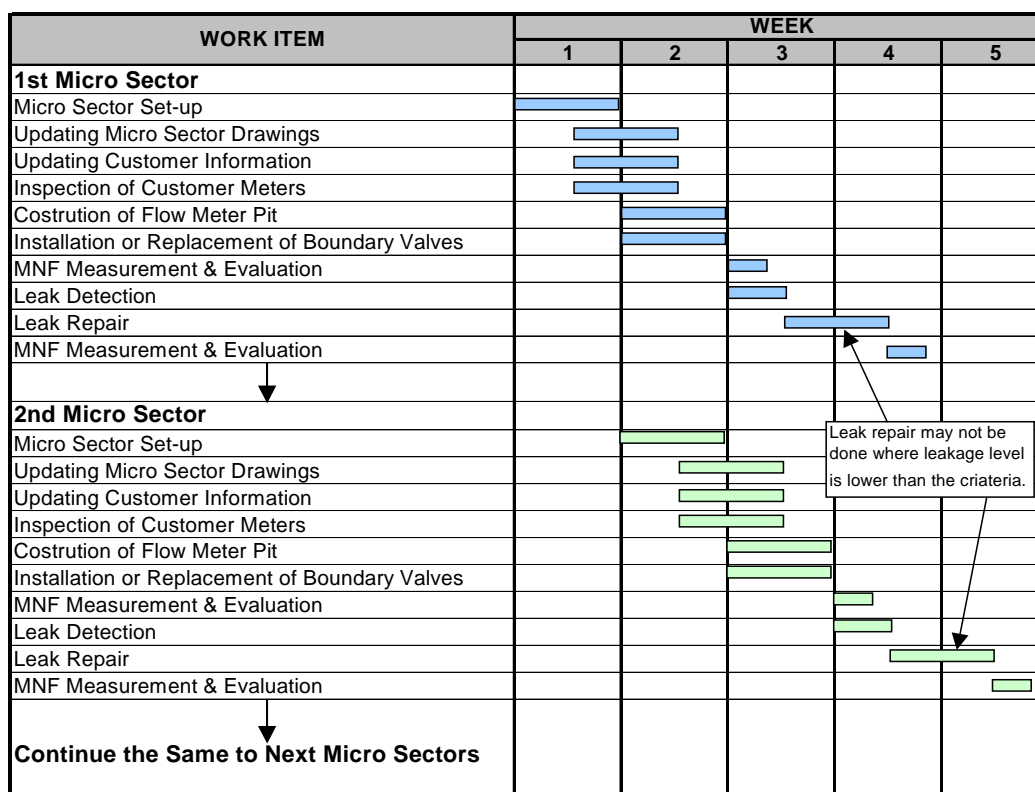 WORK ITEM
WEEK
1 2 3 4 5
1st Micro Sector
Micro Sector Set-up
Updating Micro Sector Drawings
Updating Customer Information
Inspection of Customer Meters
Costrution of Flow Meter Pit
Installation or Replacement of Boundary Valves
MNF Measurement & Evaluation
Leak Detection
Leak Repair
MNF Measurement & Evaluation
2nd Micro Sector
Micro Sector Set-up
Updating Micro Sector Drawings
Updating Customer Information
Inspection of Customer Meters
Costrution of Flow Meter Pit
Installation or Replacement of Boundary Valves
MNF Measurement & Evaluation
Leak Detection
Leak Repair
MNF Measurement & Evaluation
Leak repair may not be
done where leakage level
is lower than the criateria.
Continue the Same to Next Micro Sectors